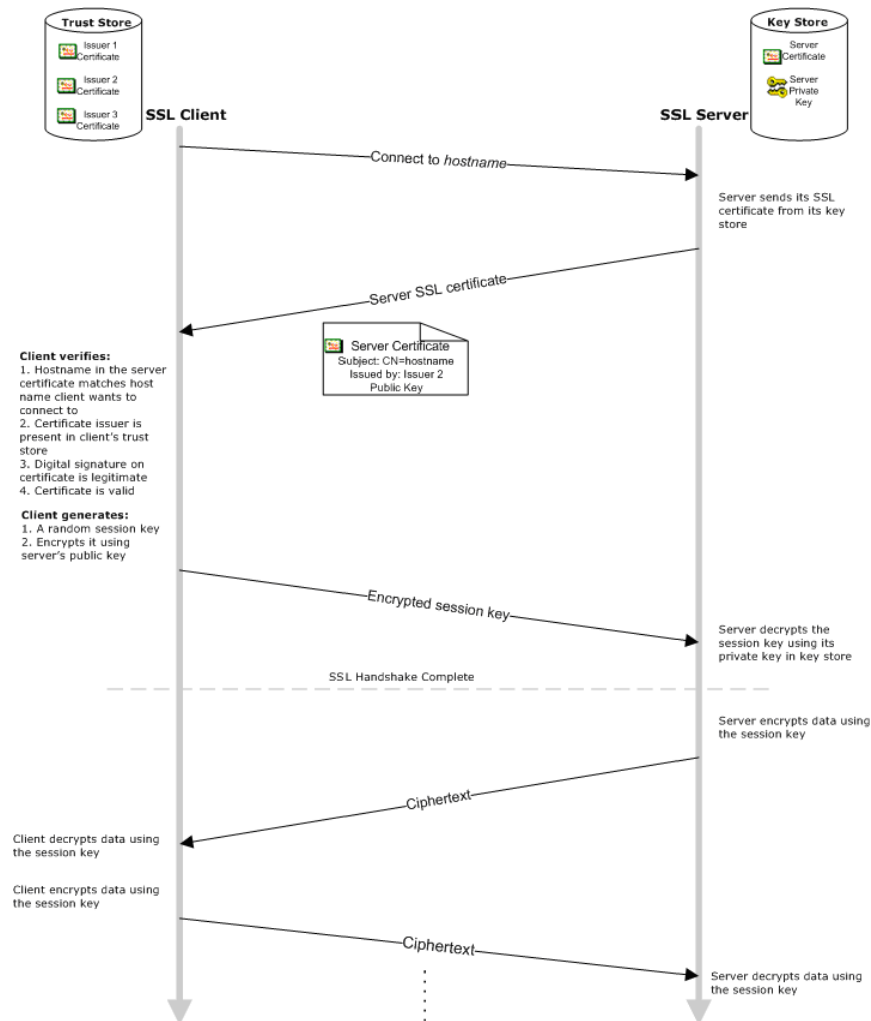 Trust Store
Issuer 1
Certificate
Issuer 2
Certificate
Issuer 3
Certificate
Key Store
Server
Certificate
Server
Private
Key
SSL Client
SSL Server
Connect to hostname
Server sends its SSL
certificate from its key
store
Server SSL certificate
Server Certificate
Subject: CN=hostname
Issued by: Issuer 2
Public Key
Client verifies:
1. Hostname in the server
certificate matches host
name client wants to
connect to
2. Certificate issuer is
present in client's trust
store
3. Digital signature on
certificate is legitimate
4. Certificate is valid
Client generates:
1. A random session key
2. Encrypts it using
server's public key
Encrypted session key
Server decrypts the
session key using its
private key in key store
SSL Handshake Complete
Server encrypts data using
the session key
Ciphertext
Client decrypts data using
the session key
Client encrypts data using
the session key
Ciphertext
Server decrypts data using
the session key